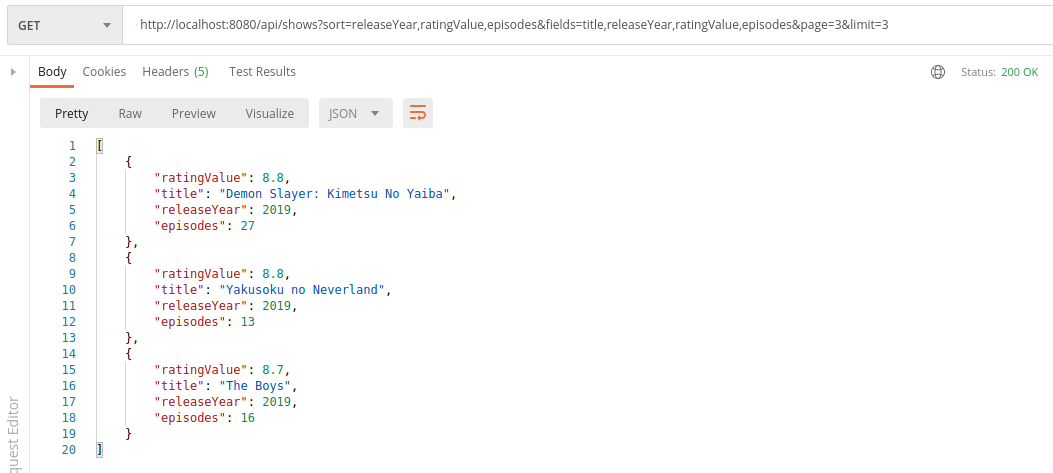 GET http://localhost:8080/api/shows?sort=releaseYear,ratingValue,episodes&fields=title,releaseYear,ratingValue,episodes&page=3&limit=3
Body Cookies Headers (5) Test Results Status: 200 OK
Pretty Raw Preview Visualize JSON
1 [
2 {
3 "ratingValue": 8.8,
4 "title": "Demon Slayer: Kimetsu No Yaiba",
5 "releaseYear": 2019,
6 "episodes": 27
7 },
8 {
9 "ratingValue": 8.8,
10 "title": "Yakusoku no Neverland",
11 "releaseYear": 2019,
12 "episodes": 13
13 },
14 {
15 "ratingValue": 8.7,
16 "title": "The Boys",
17 "releaseYear": 2019,
18 "episodes": 16
19 }
20 ]
quest Editor